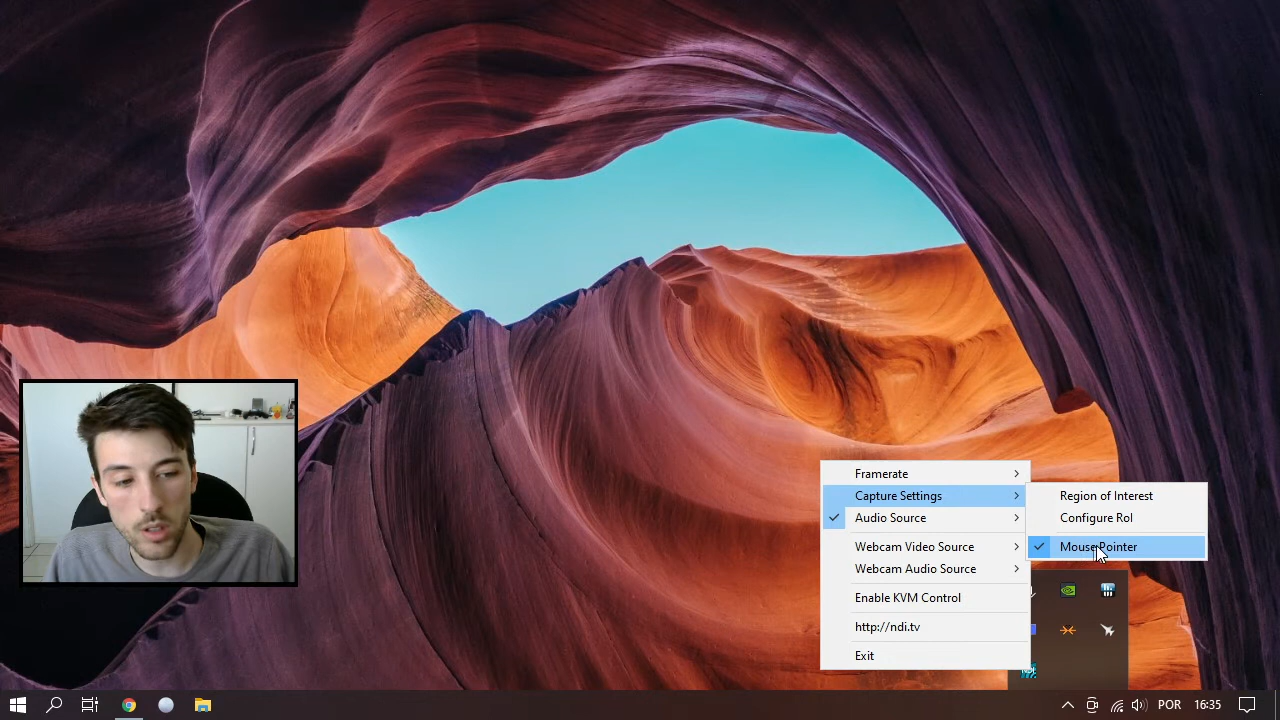 Framerate
Capture Settings
Audio Source
Webcam Video Source
Webcam Audio Source
Enable KVM Control
http://ndi.tv
Exit
Region of Interest
Configure RoI
Mouse Pointer
POR
16:35